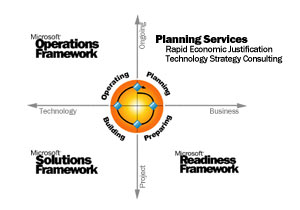 Microsoft
Operations
Framework
Ongoing
Planning Services
Rapid Economic Justification
Technology Strategy Consulting
Operating
Planning
Technology
Business
Building
Preparing
Microsoft
Solutions
Framework
Project
Microsoft
Readiness
Framework